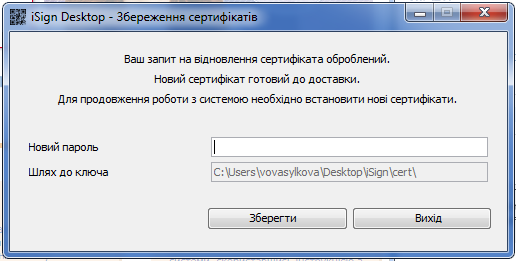 iSign Desktop - Збереження сертифікатів
Ваш запит на відновлення сертифіката оброблений.
Новий сертифікат готовий до доставки.
Для продовження роботи з системою необхідно встановити нові сертифікати.
Новий пароль
Шлях до ключа
C:\Users\vovasylkova\Desktop\iSign\cert\
Зберегти
Вихід